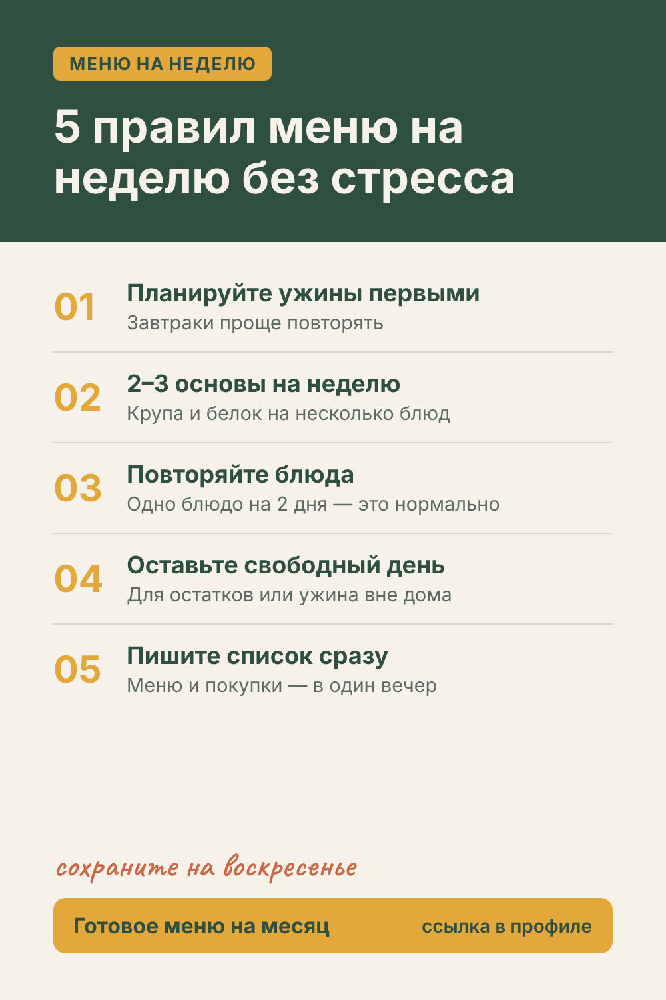 МЕНЮ НА НЕДЕЛЮ
5 правил меню на
неделю без стресса
01
Планируйте ужины первыми
Завтраки проще повторять
02
2–3 основы на неделю
Крупа и белок на несколько блюд
03
Повторяйте блюда
Одно блюдо на 2 дня — это нормально
04
Оставьте свободный день
Для остатков или ужина вне дома
05
Пишите список сразу
Меню и покупки — в один вечер
сохраните на воскресенье
Готовое меню на месяц
ссылка в профиле